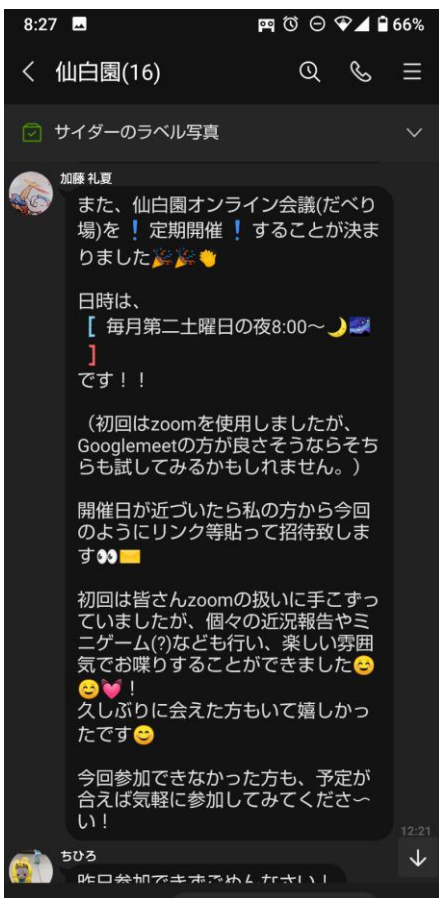 8:27
66%
仙白園(16)
サイダーのラベル写真
加藤 礼夏
また、仙白園オンライン会議(だべり
場)を❗定期開催❗することが決ま
りました🎉🎉👏
日時は、
[ 毎月第二土曜日の夜8:00〜🌙🌌
]
です！！
（初回はzoomを使用しましたが、
Googlemeetの方が良さそうならそち
らも試してみるかもしれません。）
開催日が近づいたら私の方から今回
のようにリンク等貼って招待致しま
す👀✉️
初回は皆さんzoomの扱いに手こずっ
ていましたが、個々の近況報告やミ
ニゲーム(?)なども行い、楽しい雰囲
気でお喋りすることができました😊
😊💓！
久しぶりに会えた方もいて嬉しかっ
たです😊
今回参加できなかった方も、予定が
合えば気軽に参加してみてくださ〜
い！
12:21
ちひろ
昨日参加できずごめんなさい！